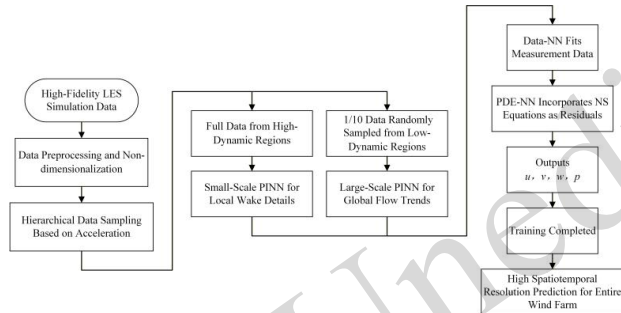 High-Fidelity LES
Simulation Data
Data Preprocessing and Non-
dimensionalization
Hierarchical Data Sampling
Based on Acceleration
Full Data from High-
Dynamic Regions
Small-Scale PINN for
Local Wake Details
1/10 Data Randomly
Sampled from Low-
Dynamic Regions
Large-Scale PINN for
Global Flow Trends
Data-NN Fits
Measurement Data
PDE-NN Incorporates NS
Equations as Residuals
Outputs
u, v, w, p
Training Completed
High Spatiotemporal
Resolution Prediction for Entire
Wind Farm
Uned